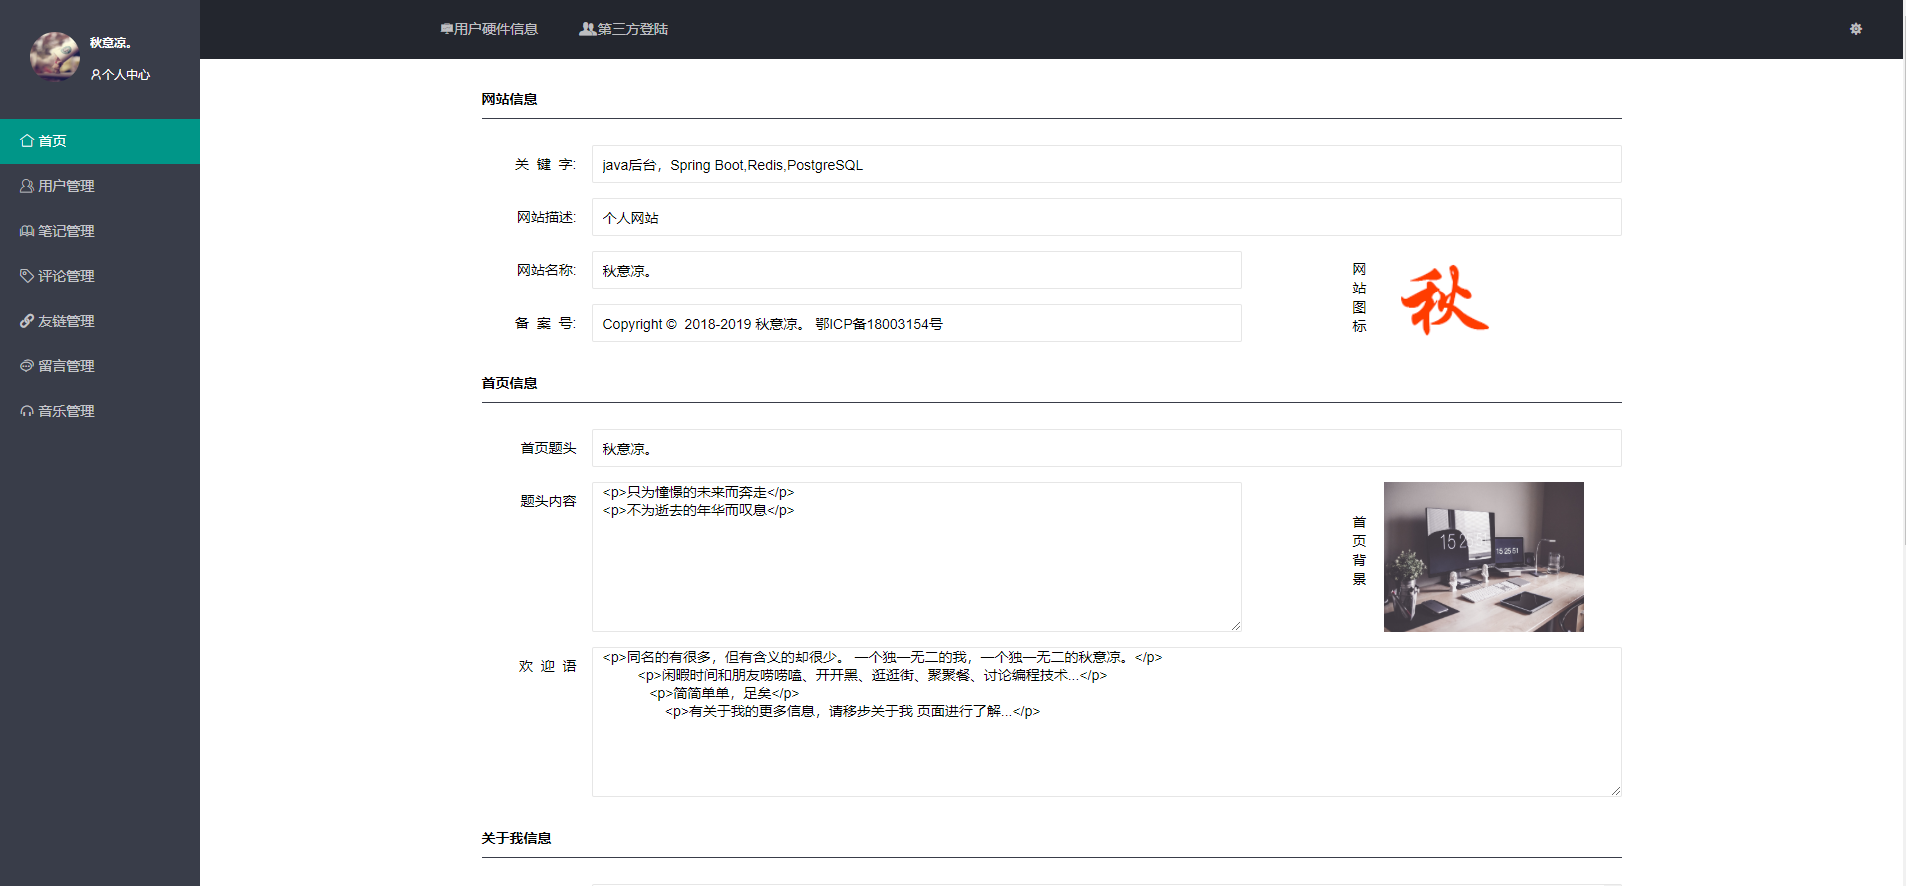 秋意凉。
个人中心
首页
用户管理
笔记管理
评论管理
友链管理
留言管理
音乐管理
用户硬件信息
第三方登陆
网站信息
关 键 字: java后台，Spring Boot,Redis,PostgreSQL
网站描述: 个人网站
网站名称: 秋意凉。
备 案 号: Copyright © 2018-2019 秋意凉。 鄂ICP备18003154号
网站图标
秋
首页信息
首页题头 秋意凉。
题头内容 <p>只为憧憬的未来而奔走</p>
<p>不为逝去的年华而叹息</p>
首页背景
15 2
15 25 51
欢 迎 语 <p>同名的有很多，但有含义的却很少。 一个独一无二的我，一个独一无二的秋意凉。</p>
<p>闲暇时间和朋友唠唠嗑、开开黑、逛逛街、聚聚餐、讨论编程技术...</p>
<p>简简单单，足矣</p>
<p>有关于我的更多信息，请移步关于我 页面进行了解...</p>
关于我信息